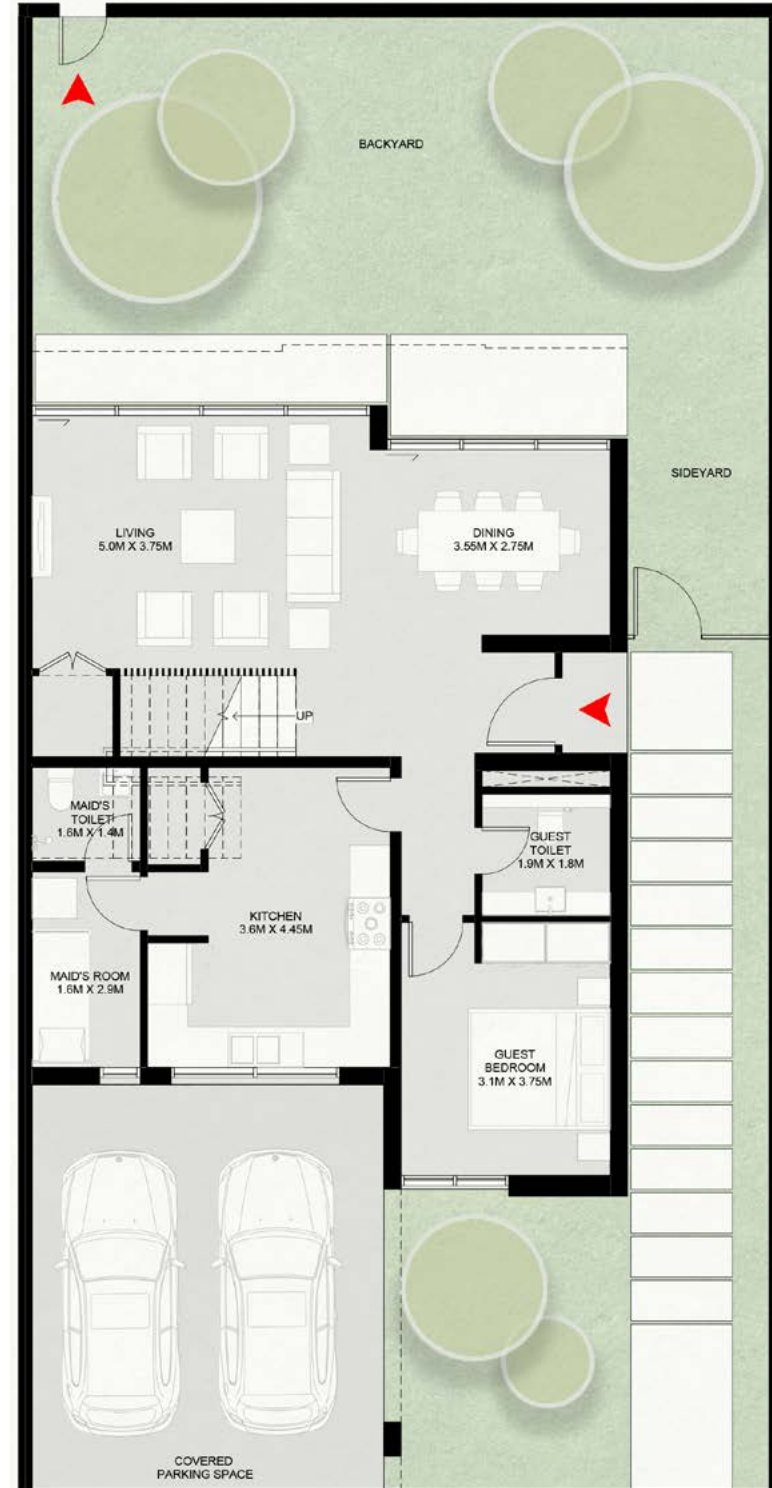 BACKYARD
SIDEYARD
LIVING
5.0M X 3.75M
DINING
3.55M X 2.75M
UP
MAID'S
TOILET
1.6M X 1.4M
GUEST
TOILET
1.9M X 1.8M
KITCHEN
3.6M X 4.45M
MAID'S ROOM
1.6M X 2.9M
GUEST
BEDROOM
3.1M X 3.75M
COVERED
PARKING SPACE